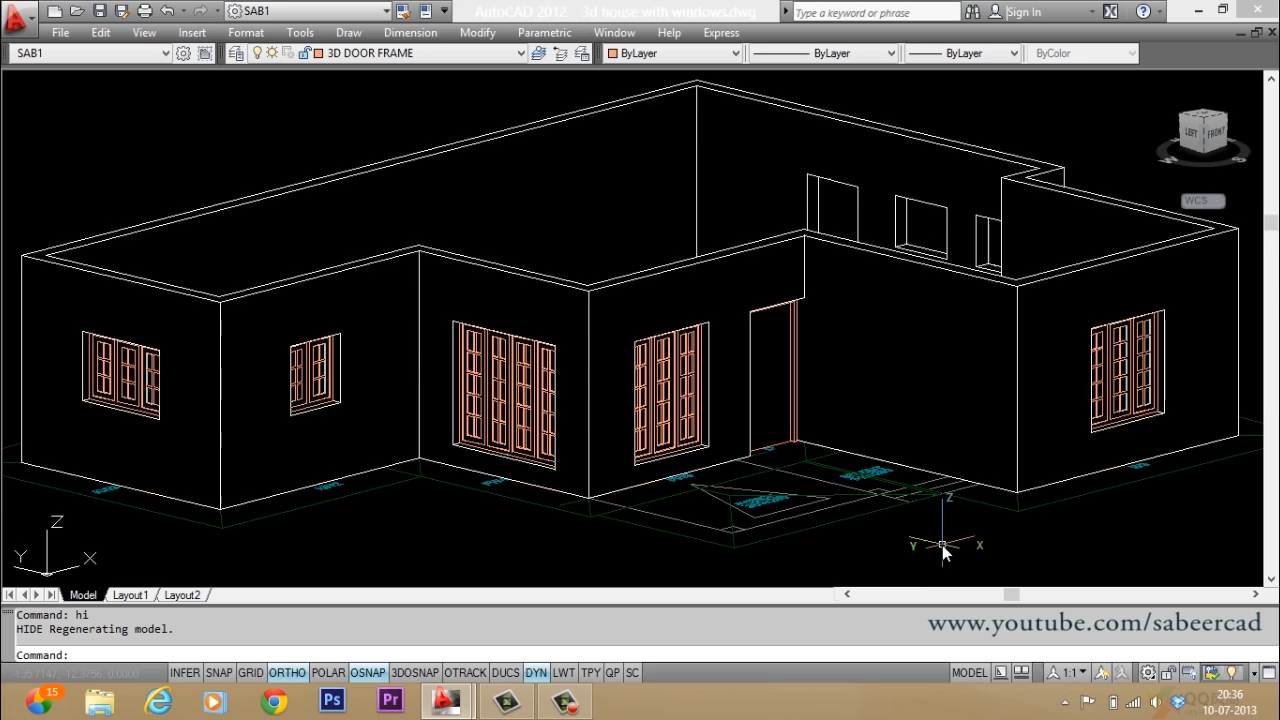 SAB1
AutoCAD 2012 3d house with windows.dwg
Type a keyword or phrase
Sign In
File Edit View Insert Format Tools Draw Dimension Modify Parametric Window Help Express
SAB1
3D DOOR FRAME
ByLayer
ByLayer
ByLayer
ByColor
LEFT
FRONT
WCS
Z
Y
X
Z
Y
X
Model Layout1 Layout2
Command: hi
HIDE Regenerating model.
www.youtube.com/sabeercad
Command:
INFER SNAP GRID ORTHO POLAR OSNAP 3DOSNAP OTRACK DUCS DYN LWT TPY QP SC
MODEL
1:1
15
Ps
Pr
20:36
10-07-2013